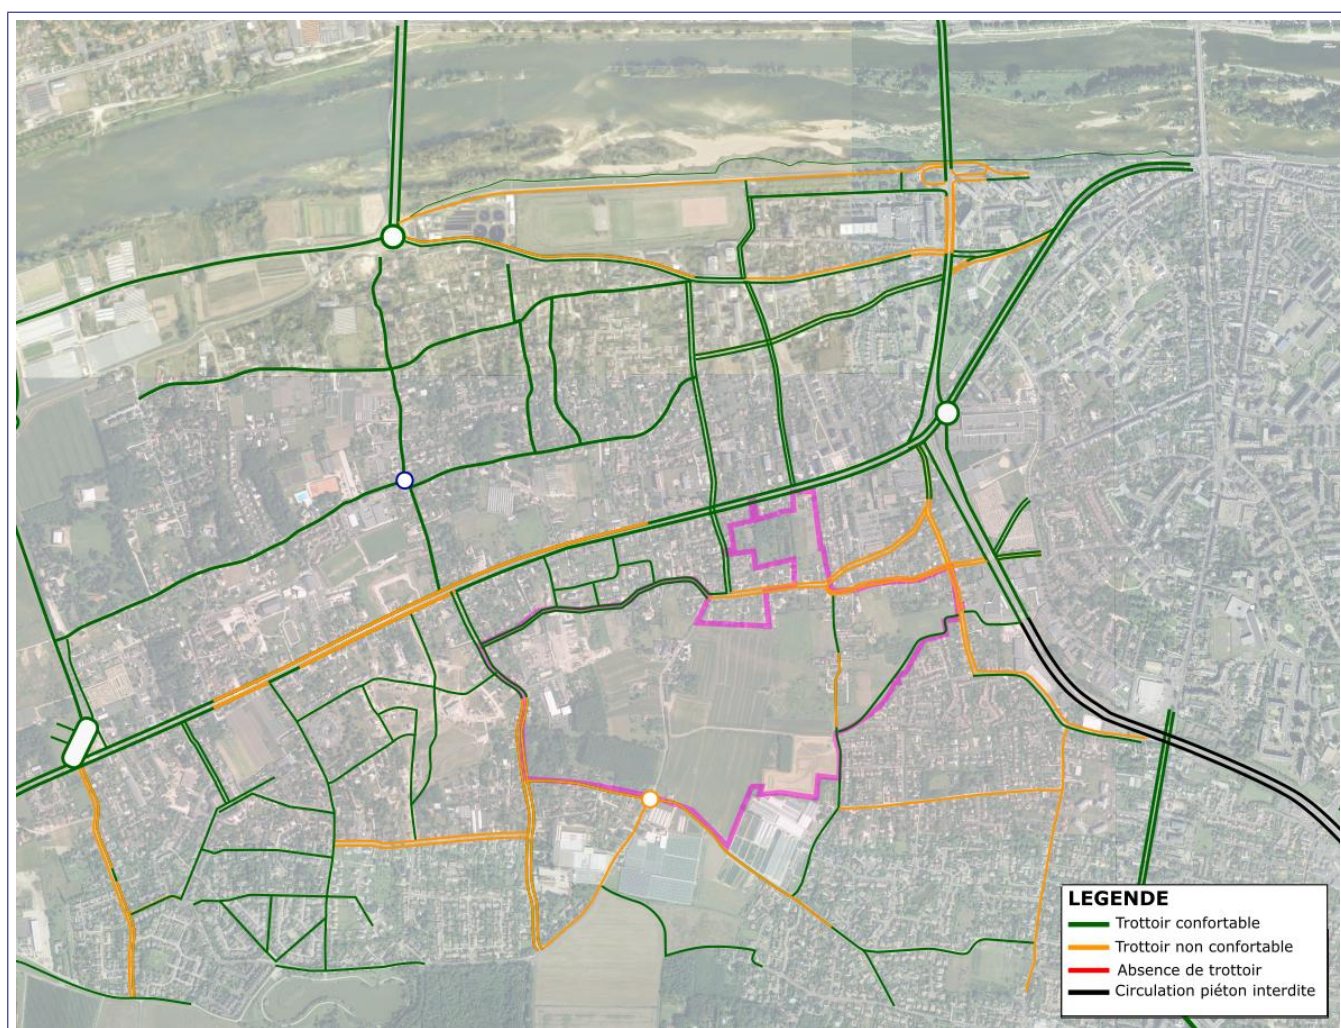 LEGENDE
Trottoir confortable
Trottoir non confortable
Absence de trottoir
Circulation piéton interdite